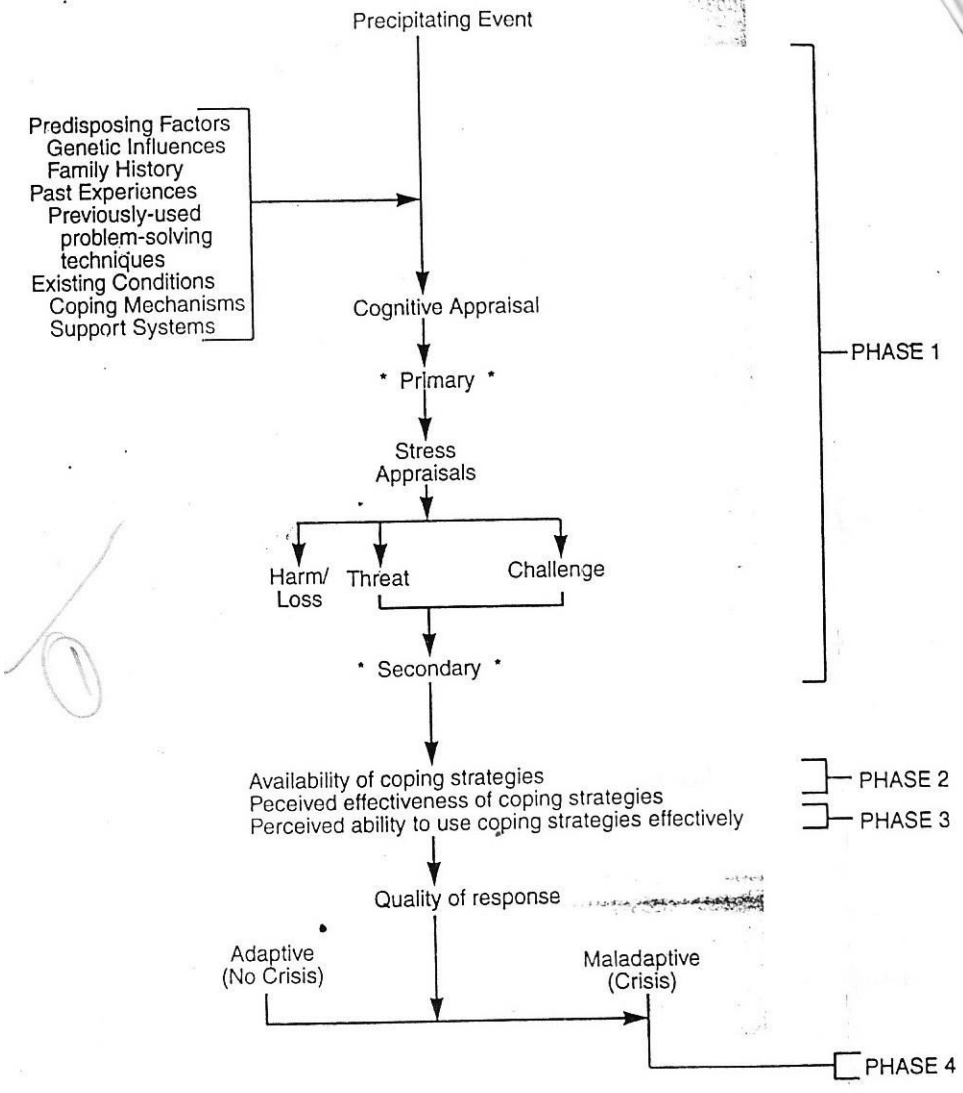 Precipitating Event
Predisposing Factors
Genetic Influences
Family History
Past Experiences
Previously-used
problem-solving
techniques
Existing Conditions
Coping Mechanisms
Support Systems
Cognitive Appraisal
* Primary *
Stress
Appraisals
Harm/
Loss
Threat
Challenge
* Secondary *
PHASE 1
Availability of coping strategies
Peceived effectiveness of coping strategies
Perceived ability to use coping strategies effectively
PHASE 2
PHASE 3
Quality of response
Adaptive
(No Crisis)
Maladaptive
(Crisis)
PHASE 4